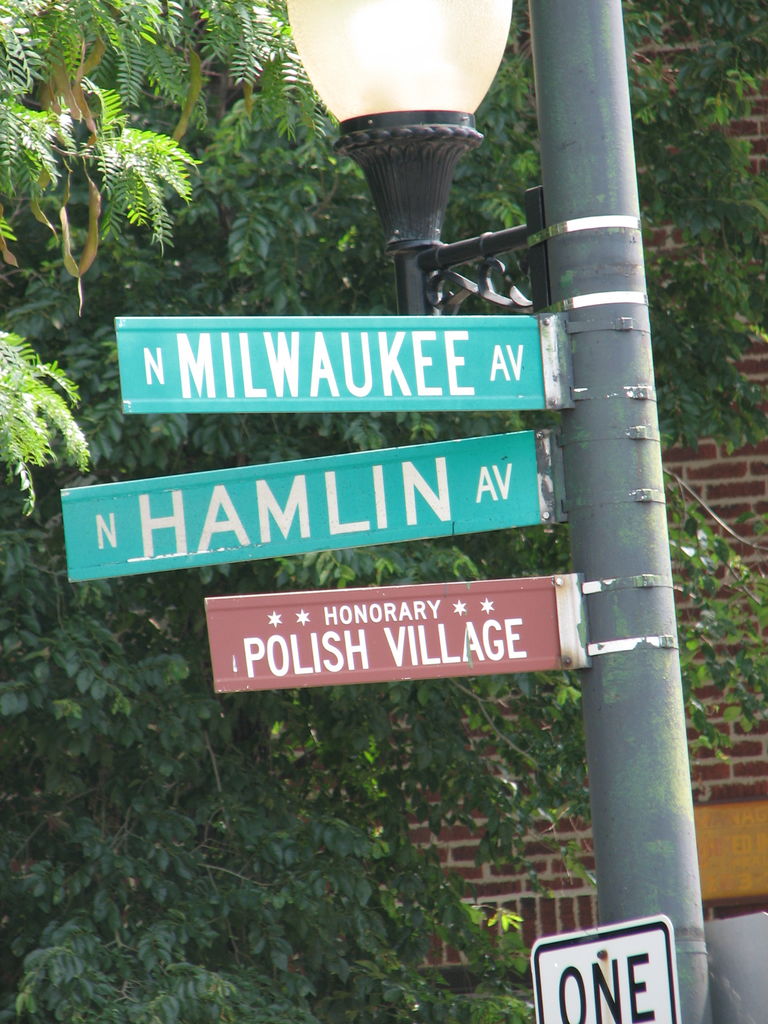 N MILWAUKEE AV
N HAMLIN AV
** HONORARY **
POLISH VILLAGE
ONE